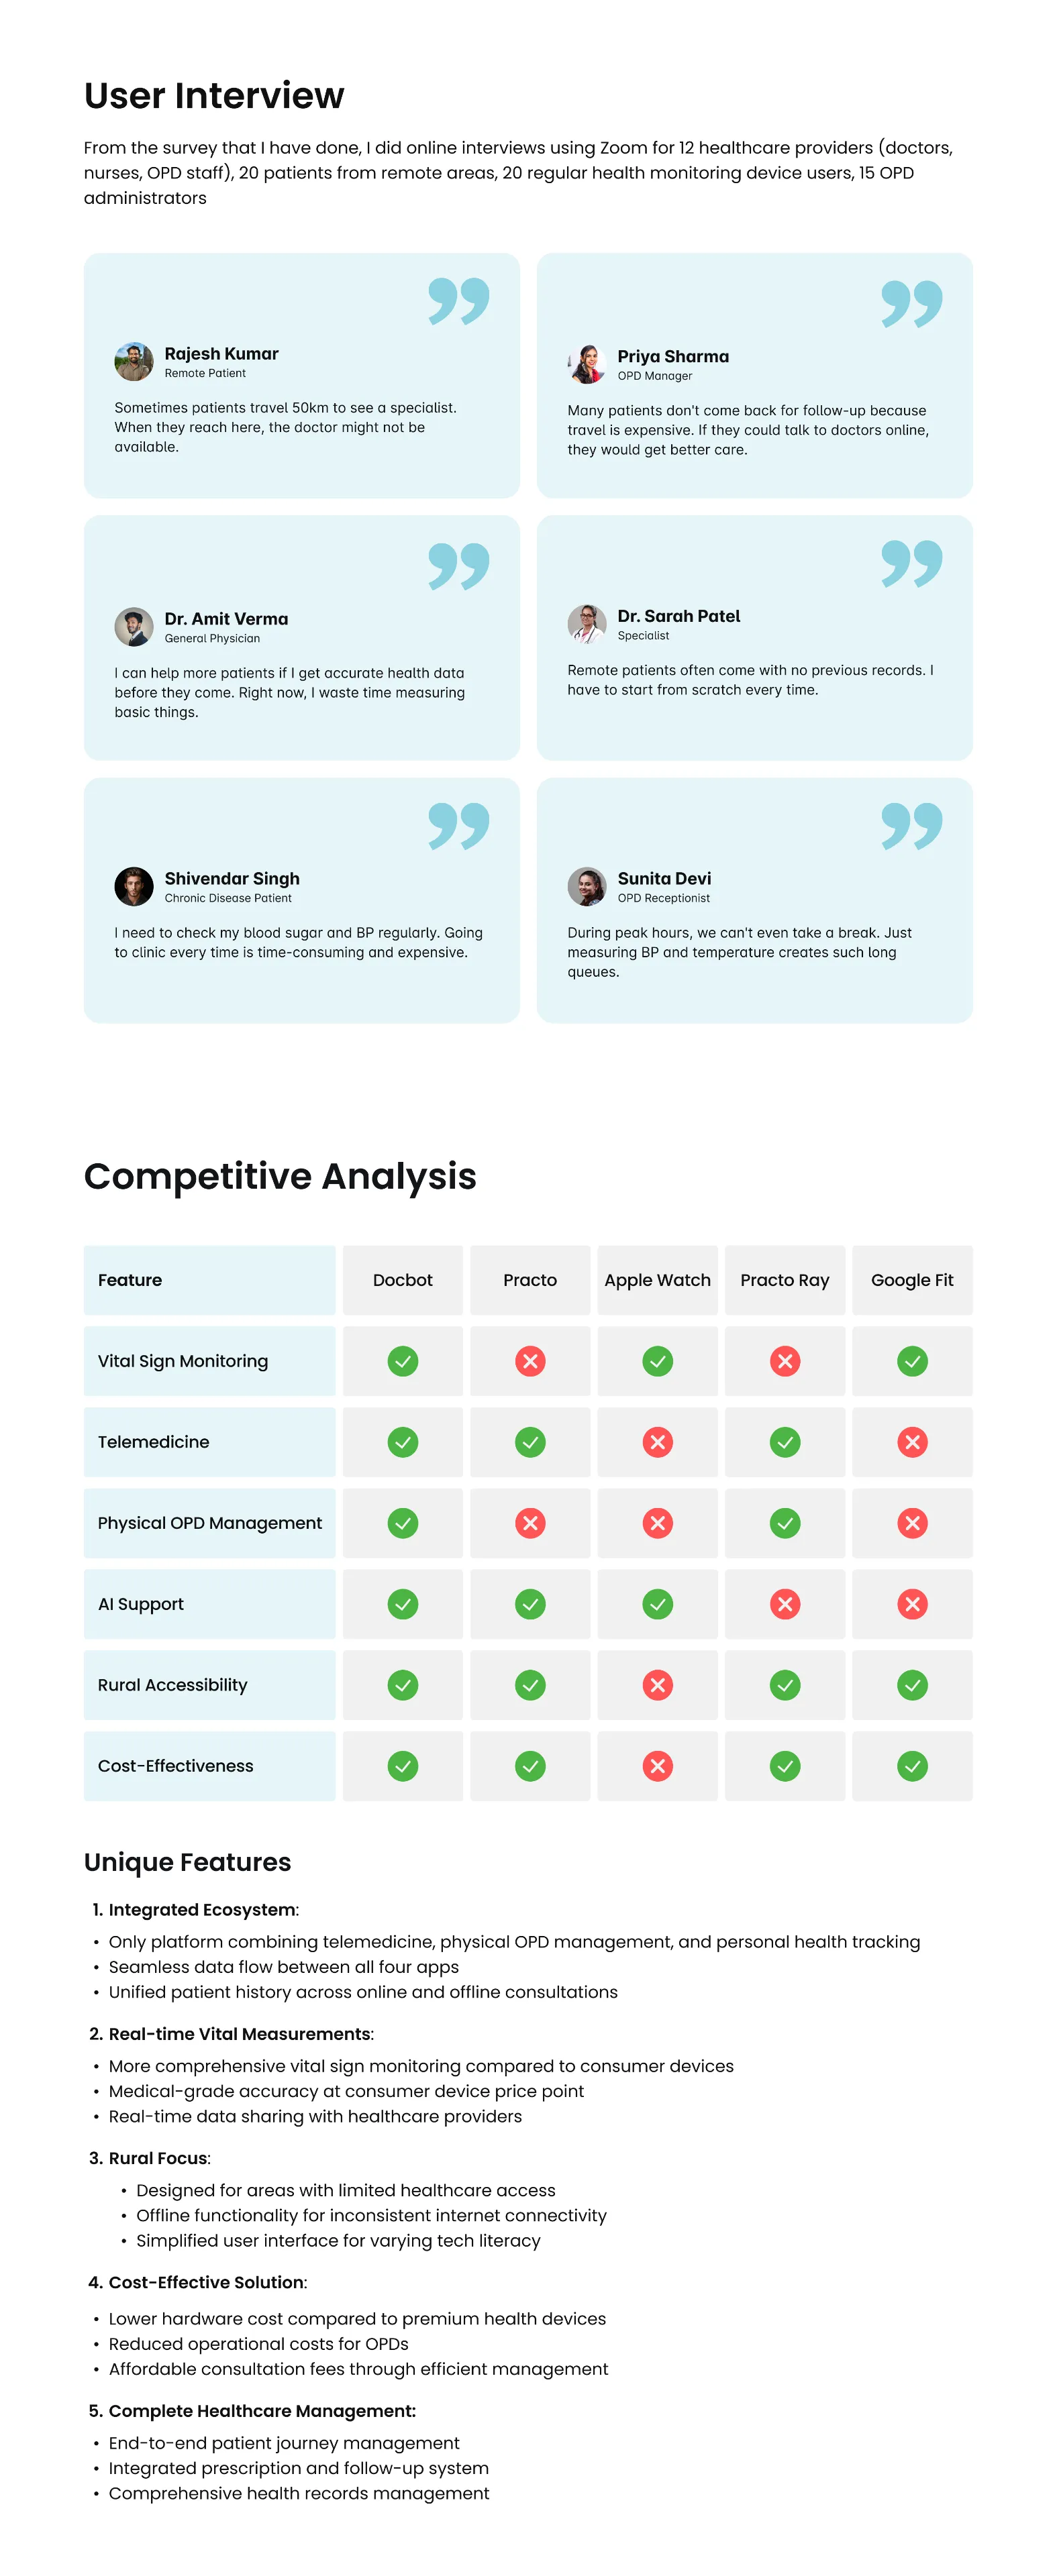 User Interview
From the survey that I have done, I did online interviews using Zoom for 12 healthcare providers (doctors,
nurses, OPD staff), 20 patients from remote areas, 20 regular health monitoring device users, 15 OPD
administrators
Rajesh Kumar
Remote Patient
Sometimes patients travel 50km to see a specialist.
When they reach here, the doctor might not be
available.
Priya Sharma
OPD Manager
Many patients don't come back for follow-up because
travel is expensive. If they could talk to doctors online,
they would get better care.
Dr. Amit Verma
General Physician
I can help more patients if I get accurate health data
before they come. Right now, I waste time measuring
basic things.
Dr. Sarah Patel
Specialist
Remote patients often come with no previous records. I
have to start from scratch every time.
Shivendar Singh
Chronic Disease Patient
I need to check my blood sugar and BP regularly. Going
to clinic every time is time-consuming and expensive.
Sunita Devi
OPD Receptionist
During peak hours, we can't even take a break. Just
measuring BP and temperature creates such long
queues.
Competitive Analysis
Feature Docbot Practo Apple Watch Practo Ray Google Fit
Vital Sign Monitoring
Telemedicine
Physical OPD Management
AI Support
Rural Accessibility
Cost-Effectiveness
Unique Features
1. Integrated Ecosystem:
• Only platform combining telemedicine, physical OPD management, and personal health tracking
• Seamless data flow between all four apps
• Unified patient history across online and offline consultations
2. Real-time Vital Measurements:
• More comprehensive vital sign monitoring compared to consumer devices
• Medical-grade accuracy at consumer device price point
• Real-time data sharing with healthcare providers
3. Rural Focus:
• Designed for areas with limited healthcare access
• Offline functionality for inconsistent internet connectivity
• Simplified user interface for varying tech literacy
4. Cost-Effective Solution:
• Lower hardware cost compared to premium health devices
• Reduced operational costs for OPDs
• Affordable consultation fees through efficient management
5. Complete Healthcare Management:
• End-to-end patient journey management
• Integrated prescription and follow-up system
• Comprehensive health records management